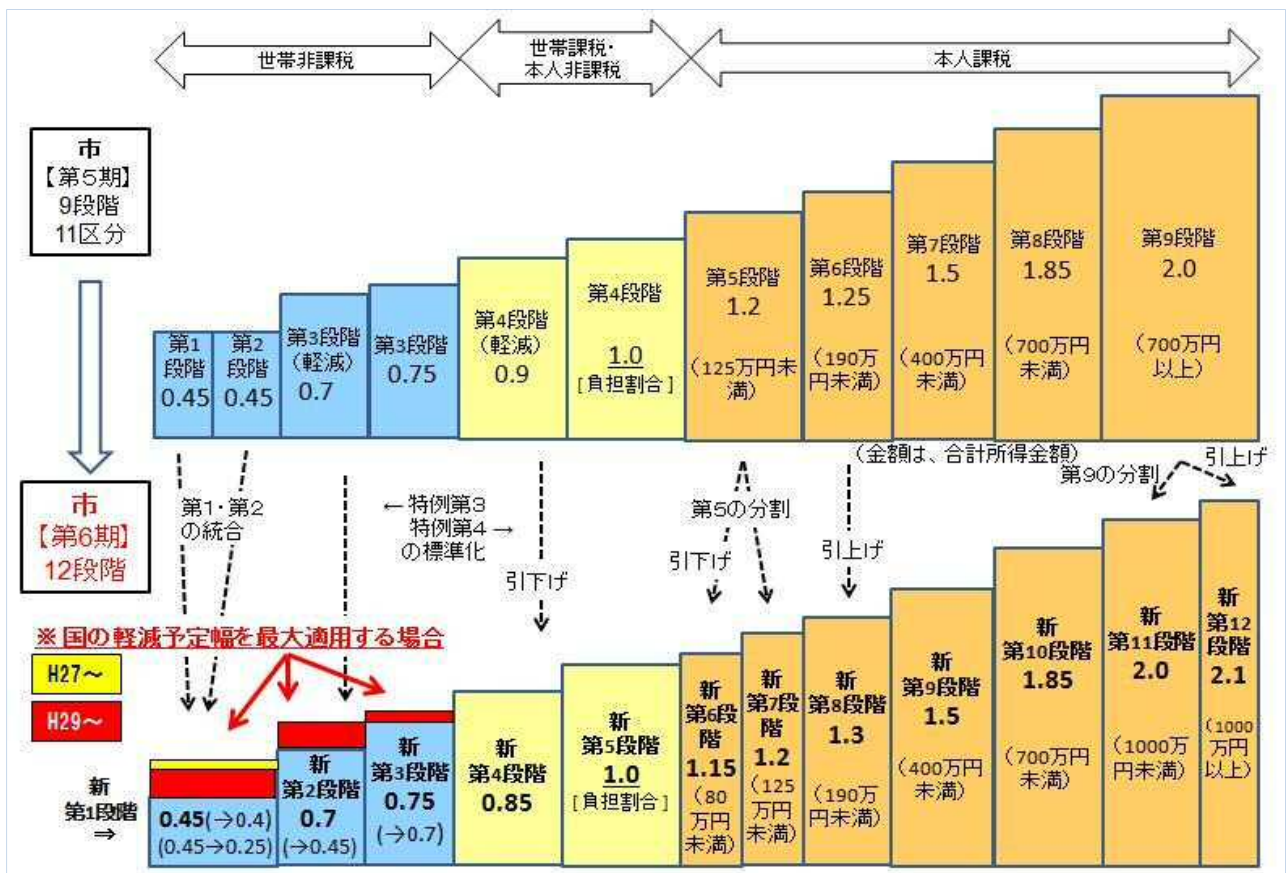 世帯非課税
世帯課税・
本人非課税
本人課税
市
【第5期】
9段階
11区分
第1
段階
0.45
第2
段階
0.45
第3段階
(軽減)
0.7
第3段階
0.75
第4段階
(軽減)
0.9
第4段階
1.0
[負担割合]
第5段階
1.2
(125万円未
満)
第6段階
1.25
(190万
円未満)
第7段階
1.5
(400万円
未満)
第8段階
1.85
(700万円
未満)
第9段階
2.0
(700万円
以上)
(金額は、合計所得金額)
市
【第6期】
12段階
第1・第2
の統合
←特例第3
特例第4→
の標準化
引下げ
第5の分割
引下げ
引上げ
第9の分割
引上げ
※国の軽減予定幅を最大適用する場合
H27～
H29～
新
第1段階
⇒
0.45(→0.4)
(0.45→0.25)
新
第2段階
0.7
(→0.45)
新
第3段階
0.75
(→0.7)
新
第4段階
0.85
新
第5段階
1.0
[負担割合]
新
第6段
階
1.15
(80
万円
未満)
新
第7段
階
1.2
(125
万円
未満)
新
第8段階
1.3
(190万
円未満)
新
第9段階
1.5
(400万円
未満)
新
第10段階
1.85
(700万円
未満)
新
第11段階
2.0
(1000万
円未満)
新
第12
段階
2.1
(1000
万円
以上)